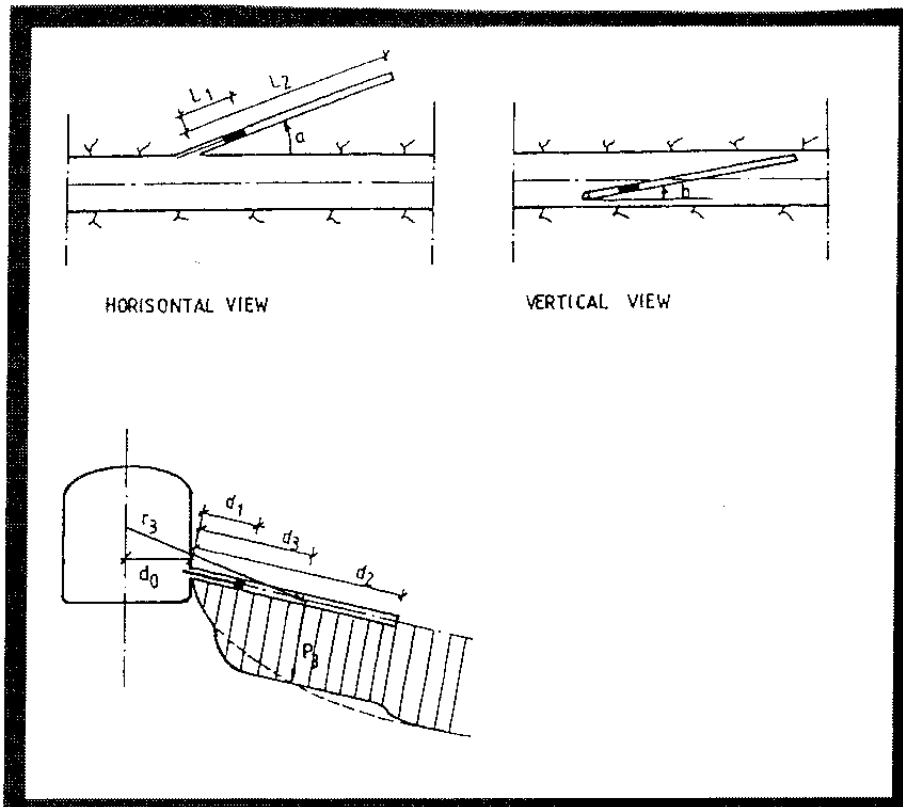 L1
L2
a
b
HORISONTAL VIEW
VERTICAL VIEW
r3
d0
d1
d3
d2
P3